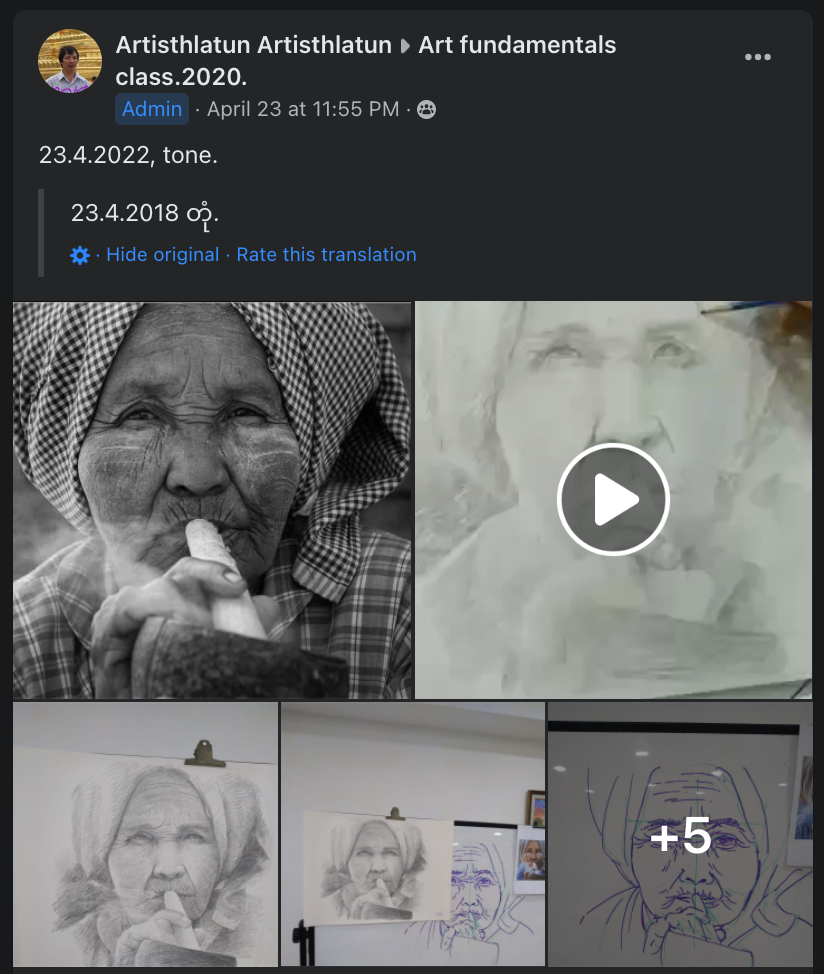 Artisthlatun Artisthlatun ▸ Art fundamentals
class.2020.
Admin · April 23 at 11:55 PM ·
23.4.2022, tone.
23.4.2018 တုံ.
· Hide original · Rate this translation
+5